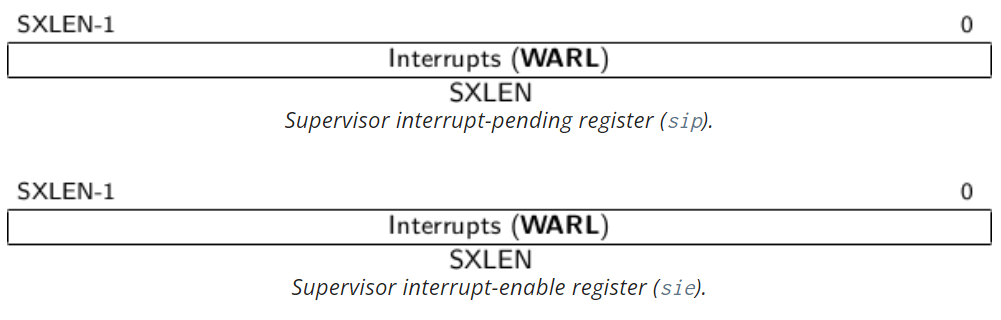 SXLEN-1 0
Interrupts (WARL)
SXLEN
Supervisor interrupt-pending register (sip).
SXLEN-1 0
Interrupts (WARL)
SXLEN
Supervisor interrupt-enable register (sie).